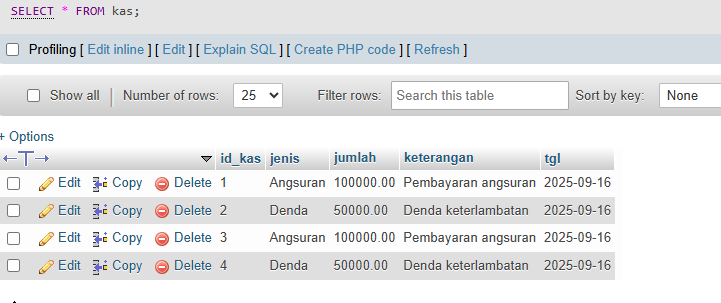 SELECT * FROM kas;
Profiling [ Edit inline ] [ Edit ] [ Explain SQL ] [ Create PHP code ] [ Refresh ]
Show all | Number of rows: 25 Filter rows: Search this table Sort by key: None
+ Options
←T→ id_kas jenis jumlah keterangan tgl
Edit Copy Delete 1 Angsuran 100000.00 Pembayaran angsuran 2025-09-16
Edit Copy Delete 2 Denda 50000.00 Denda keterlambatan 2025-09-16
Edit Copy Delete 3 Angsuran 100000.00 Pembayaran angsuran 2025-09-16
Edit Copy Delete 4 Denda 50000.00 Denda keterlambatan 2025-09-16